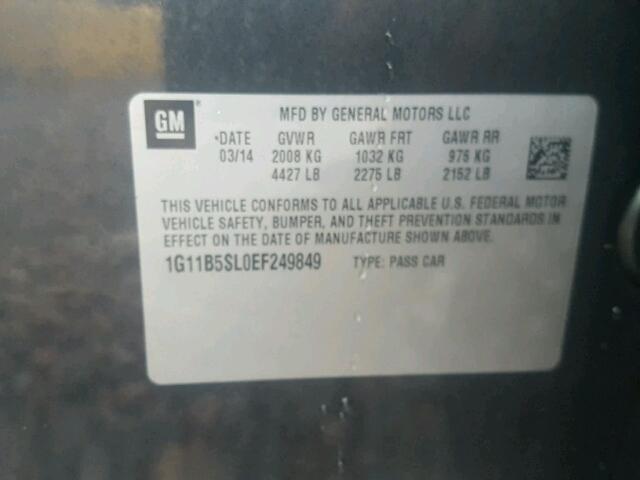 GM®
MFD BY GENERAL MOTORS LLC
*DATE GVWR GAWR FRT GAWR RR
03/14 2008 KG 1032 KG 976 KG
4427 LB 2275 LB 2152 LB
THIS VEHICLE CONFORMS TO ALL APPLICABLE U.S. FEDERAL MOTOR
VEHICLE SAFETY, BUMPER, AND THEFT PREVENTION STANDARDS IN
EFFECT ON THE DATE OF MANUFACTURE SHOWN ABOVE.
1G11B5SL0EF249849 TYPE: PASS CAR